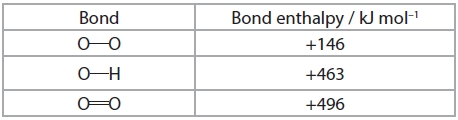 Bond Bond enthalpy / kJ mol⁻¹
O—O +146
O—H +463
O=O +496